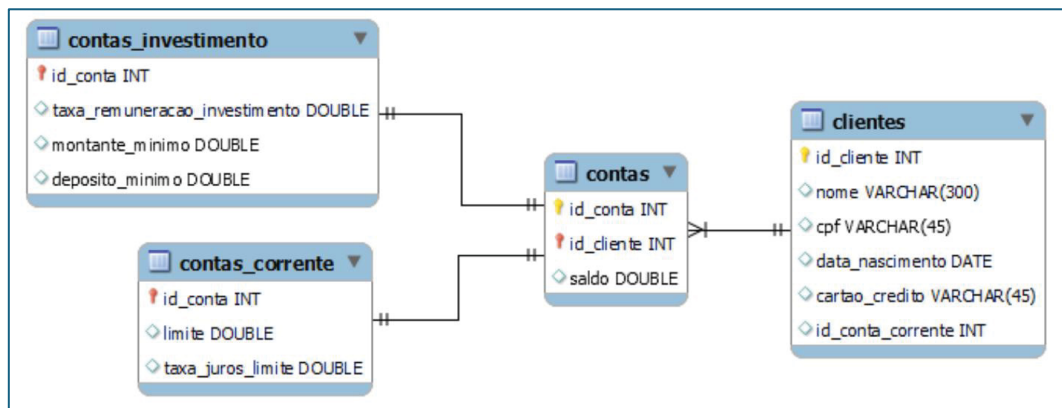 contas_investimento
id_conta INT
taxa_remuneracao_investimento DOUBLE
montante_minimo DOUBLE
deposito_minimo DOUBLE
contas_corrente
id_conta INT
limite DOUBLE
taxa_juros_limite DOUBLE
contas
id_conta INT
id_cliente INT
saldo DOUBLE
clientes
id_cliente INT
nome VARCHAR(300)
cpf VARCHAR(45)
data_nascimento DATE
cartao_credito VARCHAR(45)
id_conta_corrente INT